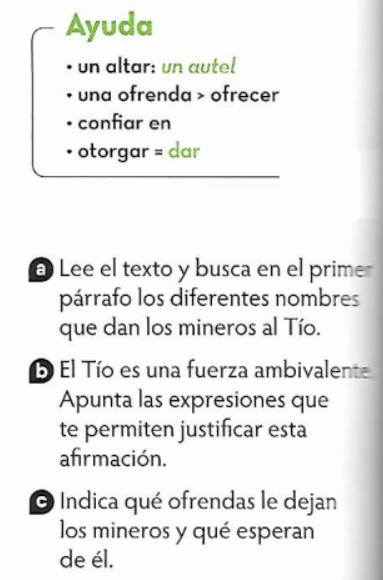 Ayuda
• un altar: un autel
• una ofrenda > ofrecer
• confiar en
• otorgar = dar
a Lee el texto y busca en el primer
párrafo los diferentes nombres
que dan los mineros al Tío.
b El Tío es una fuerza ambivalente.
Apunta las expresiones que
te permiten justificar esta
afirmación.
c Indica qué ofrendas le dejan
los mineros y qué esperan
de él.